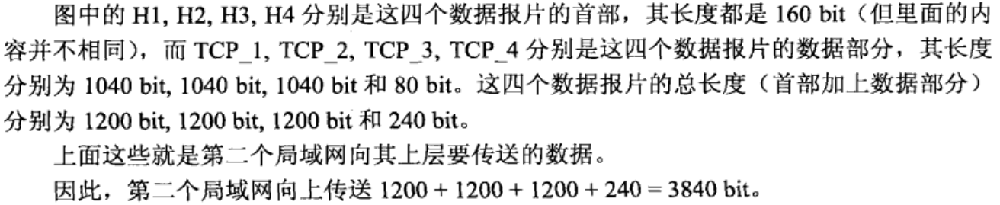 图中的 H1, H2, H3, H4 分别是这四个数据报片的首部，其长度都是 160 bit（但里面的内
容并不相同），而 TCP_1, TCP_2, TCP_3, TCP_4 分别是这四个数据报片的数据部分，其长度
分别为 1040 bit, 1040 bit, 1040 bit 和 80 bit。这四个数据报片的总长度（首部加上数据部分）
分别为 1200 bit, 1200 bit, 1200 bit 和 240 bit。
上面这些就是第二个局域网向其上层要传送的数据。
因此，第二个局域网向上传送 1200 + 1200 + 1200 + 240 = 3840 bit。